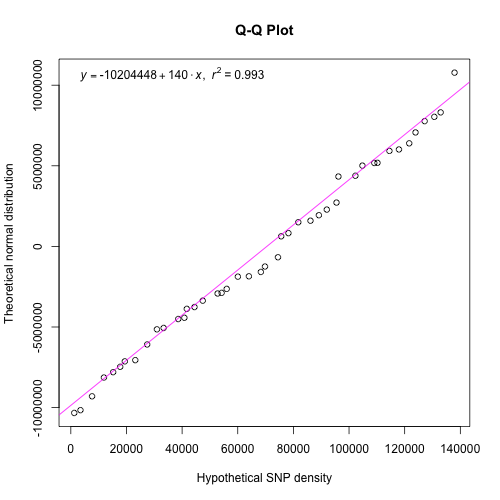 Q-Q Plot
y = -10204448 + 140 · x, r² = 0.993
10000000
5000000
0
-5000000
-10000000
Theoretical normal distribution
0 20000 40000 60000 80000 100000 120000 140000
Hypothetical SNP density